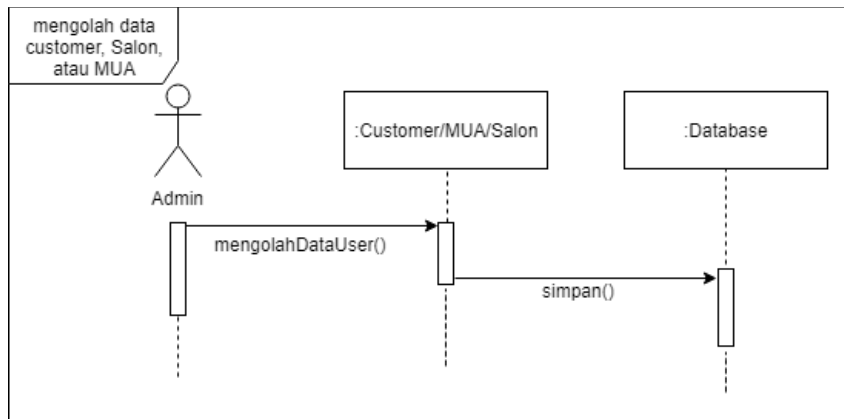 mengolah data
customer, Salon,
atau MUA
:Customer/MUA/Salon
:Database
Admin
mengolahDataUser()
simpan()